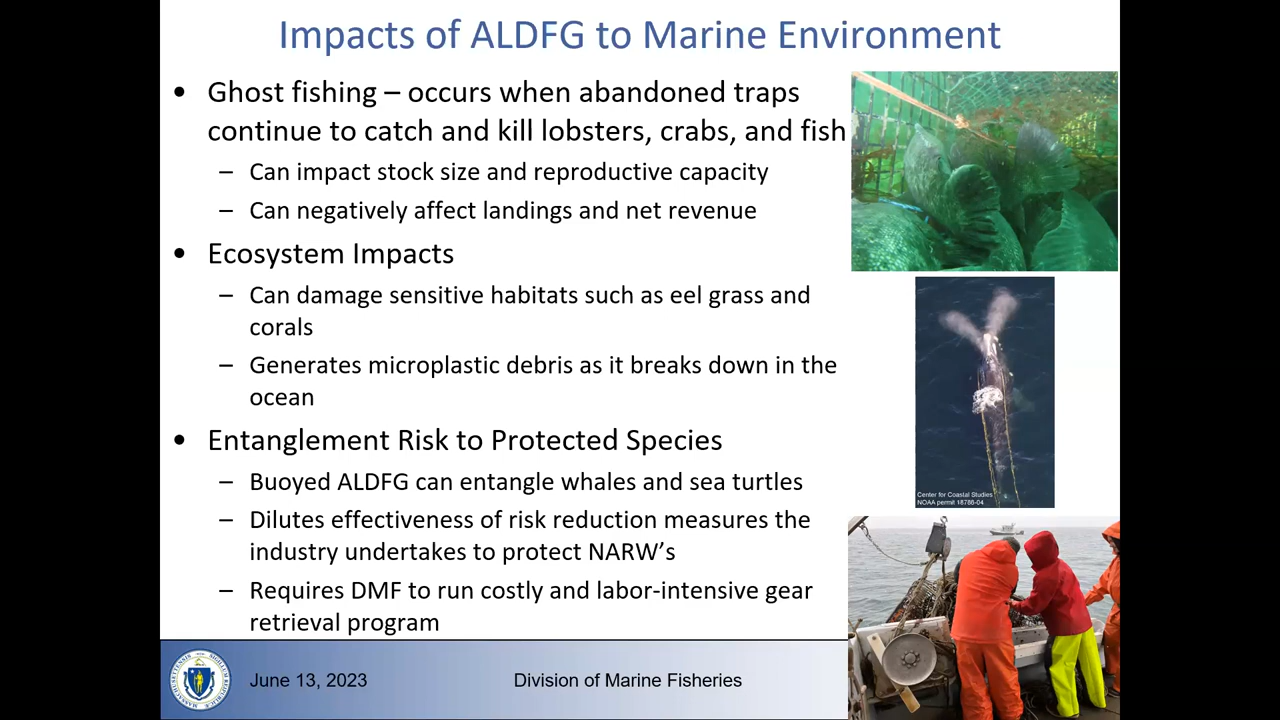 Impacts of ALDFG to Marine Environment
• Ghost fishing – occurs when abandoned traps
continue to catch and kill lobsters, crabs, and fish
– Can impact stock size and reproductive capacity
– Can negatively affect landings and net revenue
• Ecosystem Impacts
– Can damage sensitive habitats such as eel grass and
corals
– Generates microplastic debris as it breaks down in the
ocean
• Entanglement Risk to Protected Species
– Buoyed ALDFG can entangle whales and sea turtles
– Dilutes effectiveness of risk reduction measures the
industry undertakes to protect NARW's
– Requires DMF to run costly and labor-intensive gear
retrieval program
Center for Coastal Studies
NOAA permit 18786-04
June 13, 2023
Division of Marine Fisheries